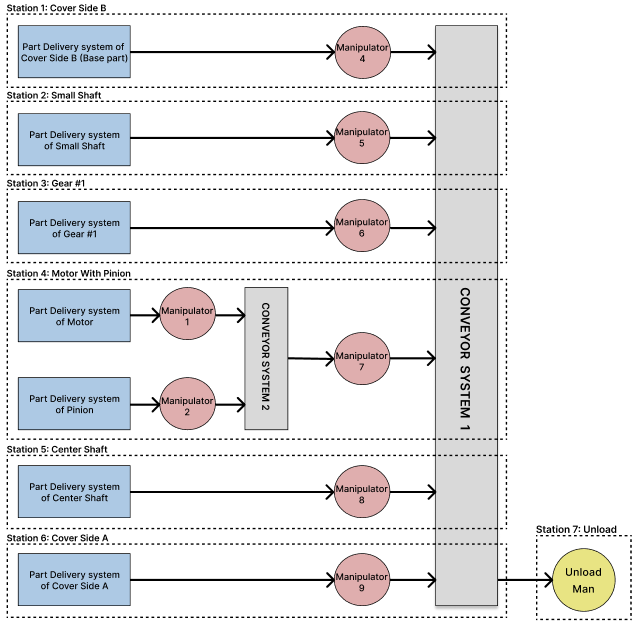 Station 1: Cover Side B
Part Delivery system of
Cover Side B (Base part)
Manipulator
4
Station 2: Small Shaft
Part Delivery system
of Small Shaft
Manipulator
5
Station 3: Gear #1
Part Delivery system
of Gear #1
Manipulator
6
Station 4: Motor With Pinion
Part Delivery system
of Motor
Manipulator
1
Part Delivery system
of Pinion
Manipulator
2
CONVEYOR SYSTEM 2
Manipulator
7
CONVEYOR SYSTEM 1
Station 5: Center Shaft
Part Delivery system
of Center Shaft
Manipulator
8
Station 6: Cover Side A
Part Delivery system
of Cover Side A
Manipulator
9
Station 7: Unload
Unload
Man